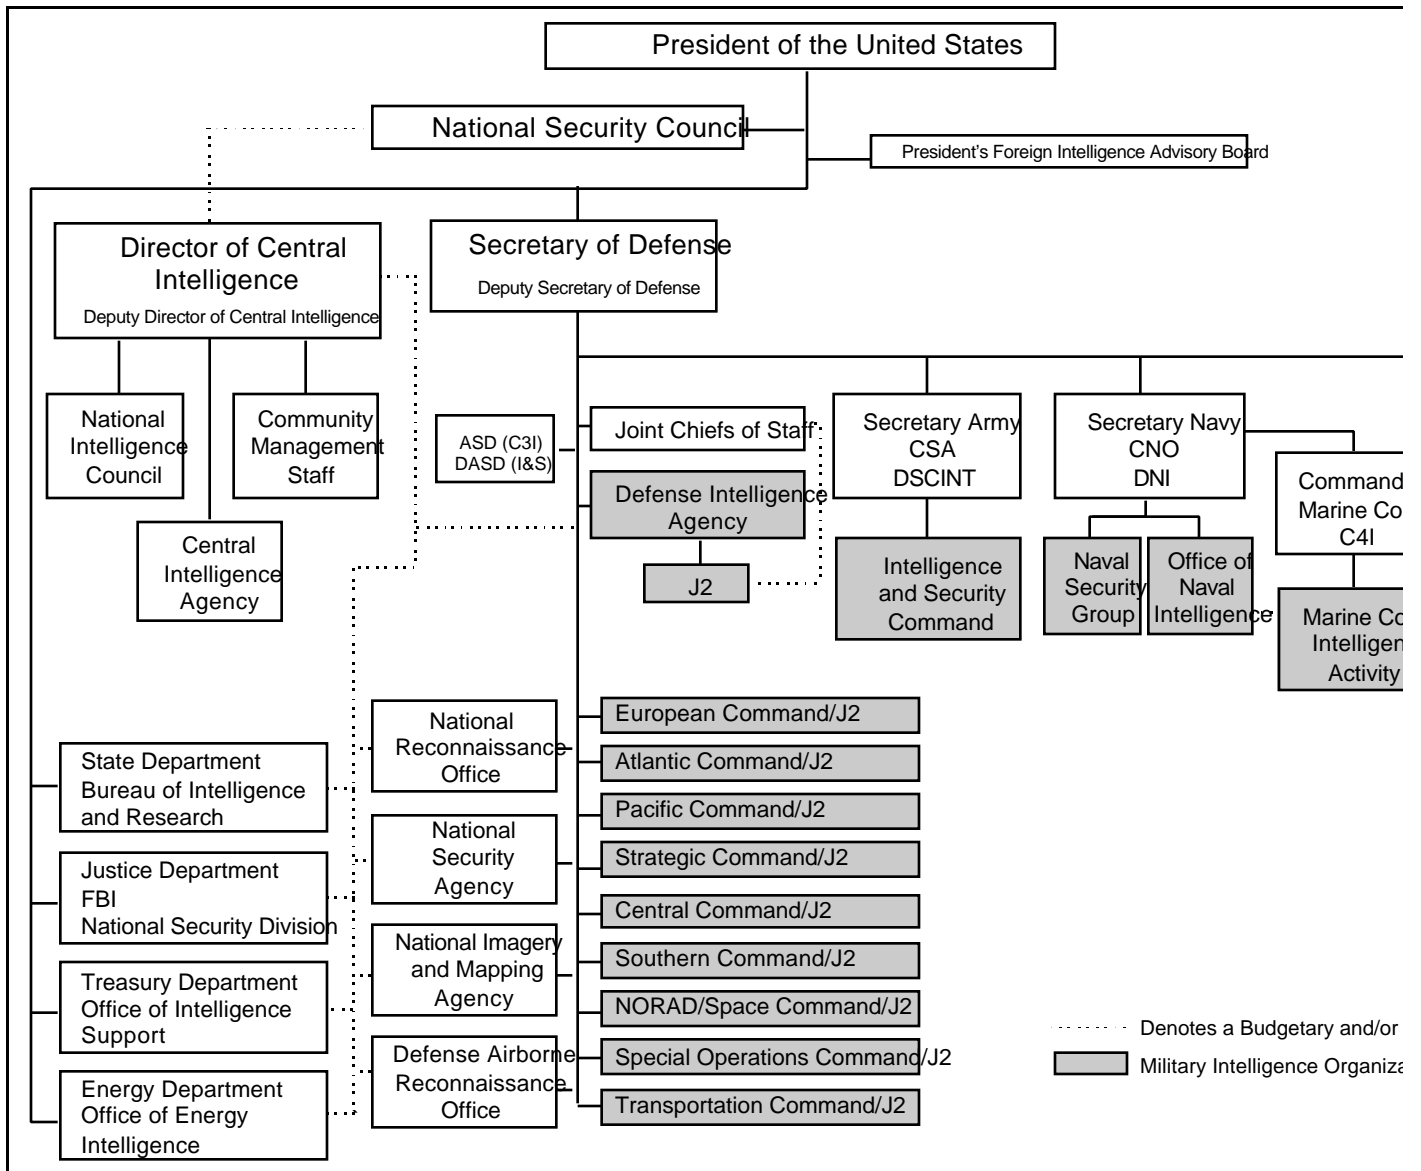 President of the United States
National Security Council
President's Foreign Intelligence Advisory Board
Director of Central
Intelligence
Deputy Director of Central Intelligence
Secretary of Defense
Deputy Secretary of Defense
National
Intelligence
Council
Community
Management
Staff
Central
Intelligence
Agency
ASD (C3I)
DASD (I&S)
Joint Chiefs of Staff
Defense Intelligence
Agency
J2
Secretary Army
CSA
DSCINT
Intelligence
and Security
Command
Secretary Navy
CNO
DNI
Naval
Security
Group
Office of
Naval
Intelligence
Command
Marine Co
C4I
Marine Co
Intelligen
Activity
State Department
Bureau of Intelligence
and Research
Justice Department
FBI
National Security Division
Treasury Department
Office of Intelligence
Support
Energy Department
Office of Energy
Intelligence
National
Reconnaissance
Office
National
Security
Agency
National Imagery
and Mapping
Agency
Defense Airborne
Reconnaissance
Office
European Command/J2
Atlantic Command/J2
Pacific Command/J2
Strategic Command/J2
Central Command/J2
Southern Command/J2
NORAD/Space Command/J2
Special Operations Command/J2
Transportation Command/J2
Denotes a Budgetary and/or
Military Intelligence Organiza